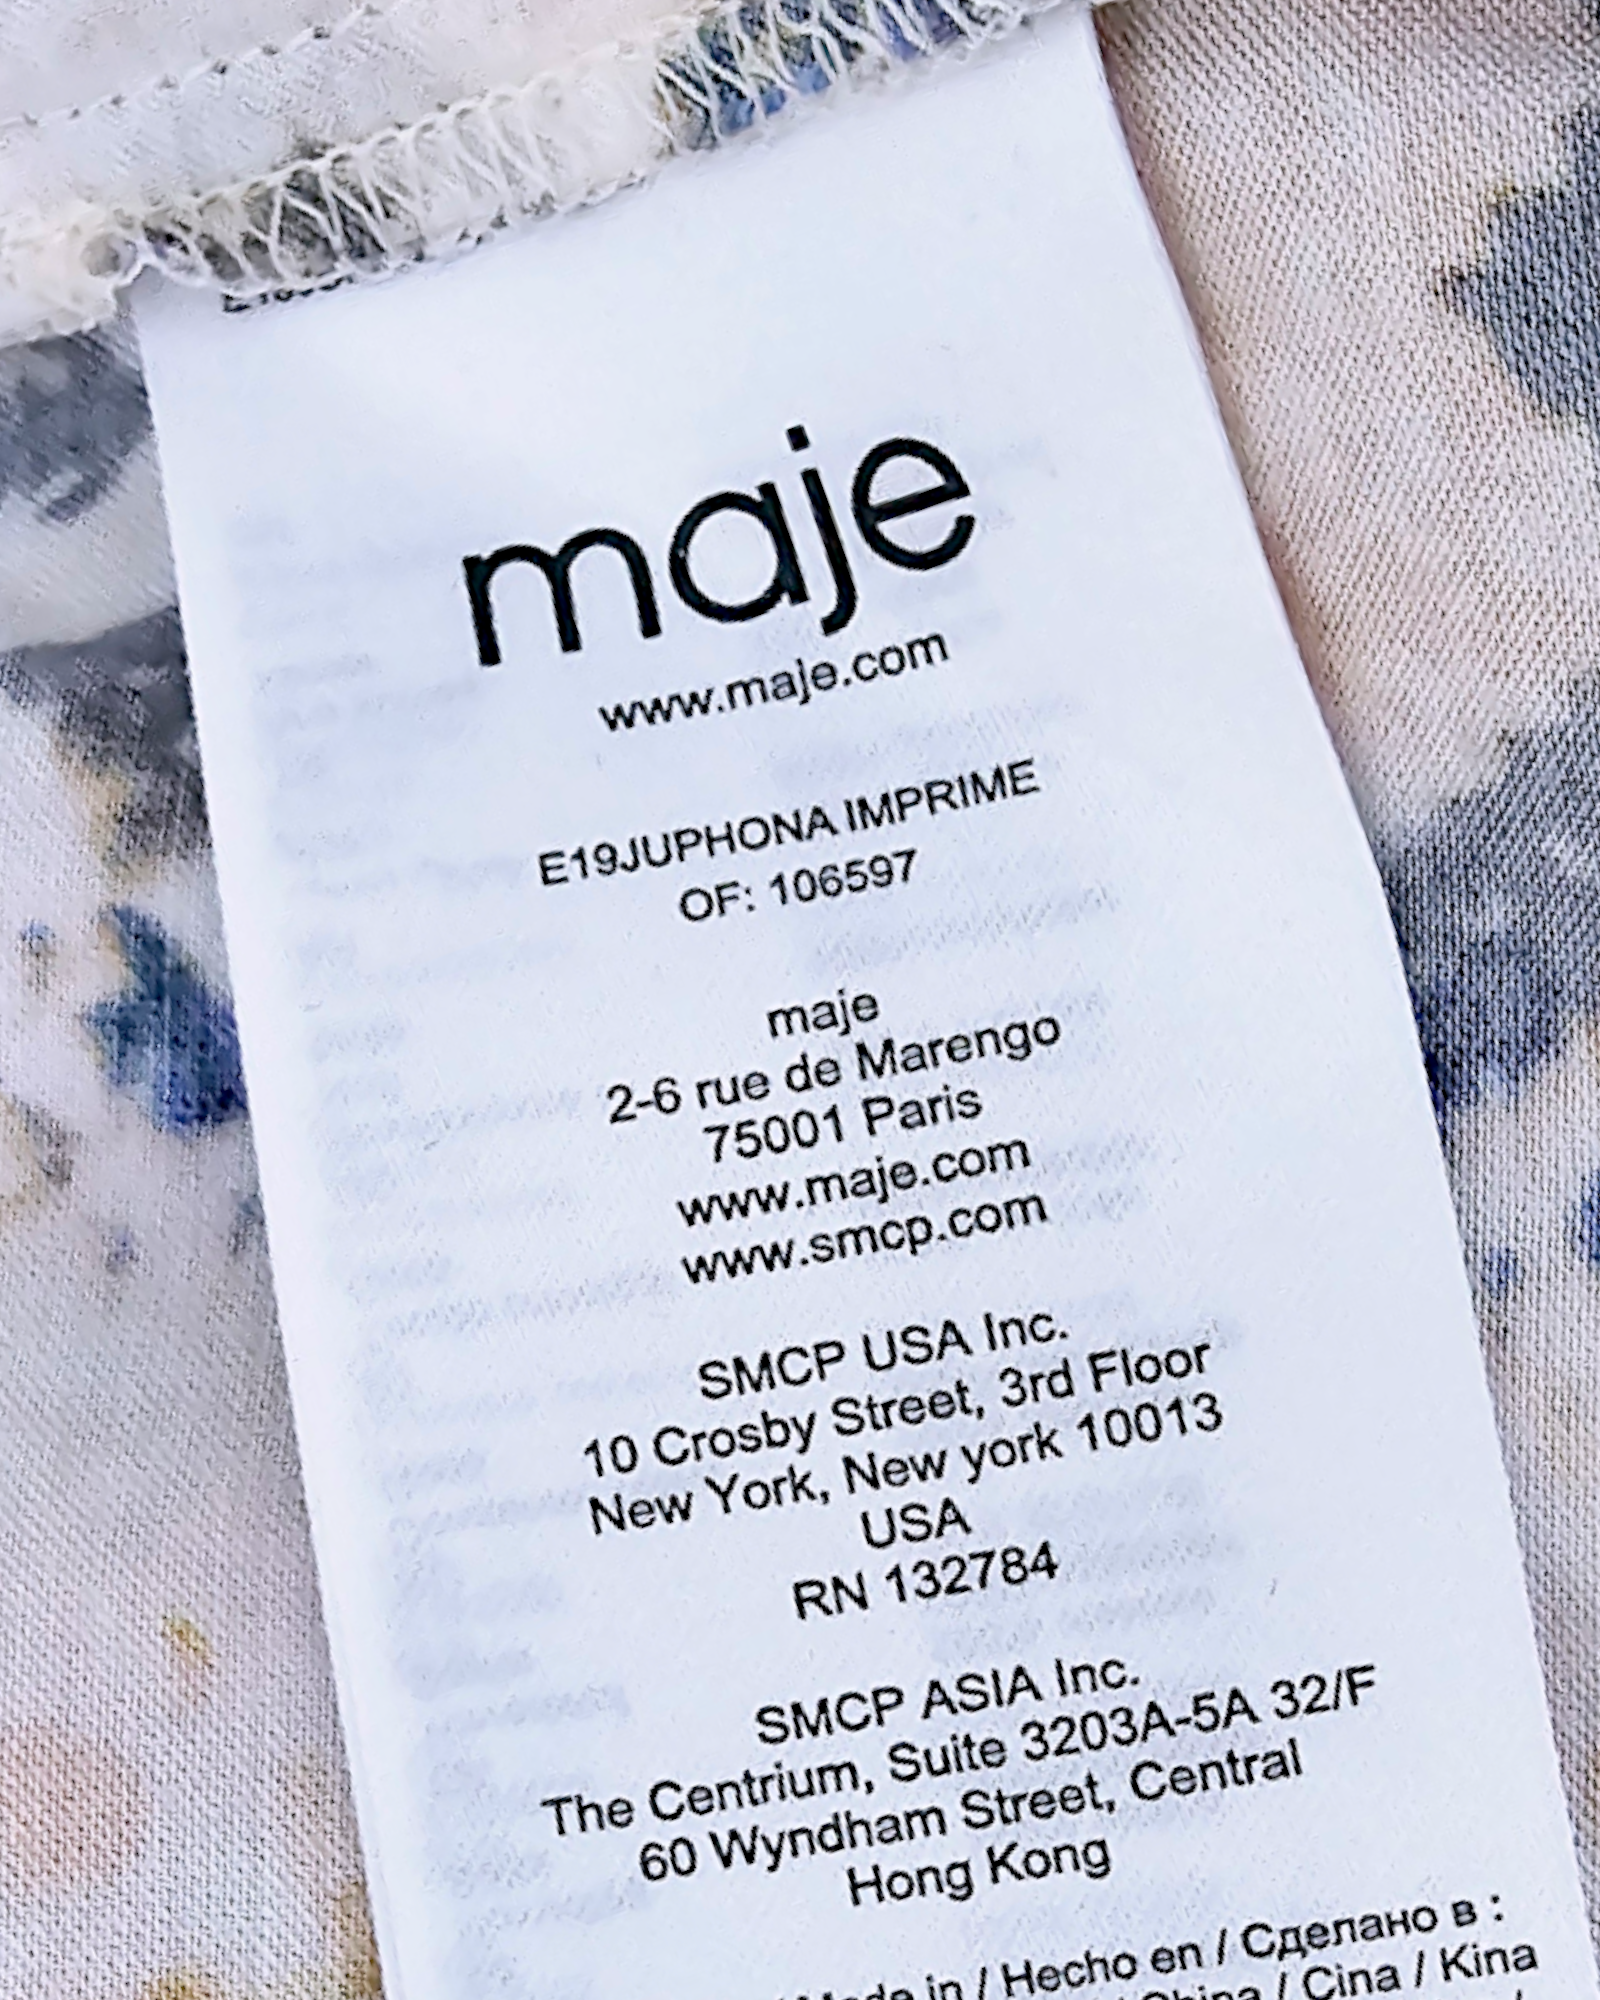 maje
www.maje.com
E19JUPHONA IMPRIME
OF: 106597
maje
2-6 rue de Marengo
75001 Paris
www.maje.com
www.smcp.com
SMCP USA Inc.
10 Crosby Street, 3rd Floor
New York, New york 10013
USA
RN 132784
SMCP ASIA Inc.
The Centrium, Suite 3203A-5A 32/F
60 Wyndham Street, Central
Hong Kong
Made in / Hecho en / Сделано в :
China / Cina / Kina